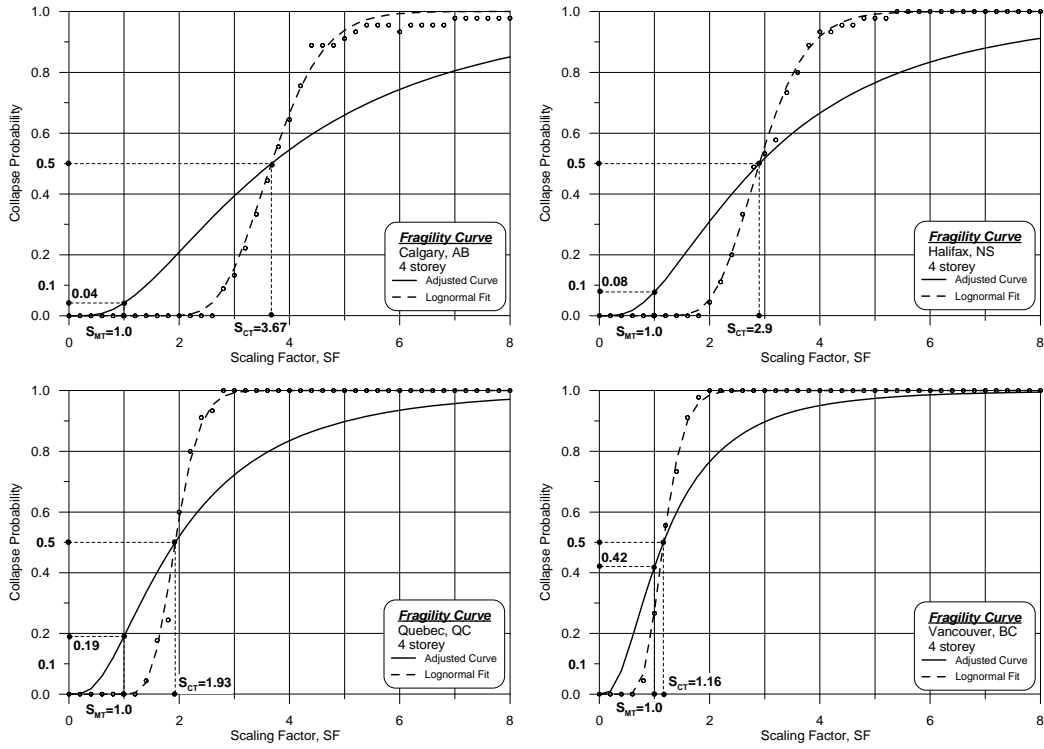 1.0
0.8
0.6
0.5
0.4
0.2
0.1
0.0
Collapse Probability
0.04
S_MT=1.0
S_CT=3.67
0 2 4 6 8
Scaling Factor, SF
Fragility Curve
Calgary, AB
4 storey
Adjusted Curve
Lognormal Fit
1.0
0.8
0.6
0.5
0.4
0.2
0.1
0.0
Collapse Probability
0.08
S_MT=1.0
S_CT=2.9
0 2 4 6 8
Scaling Factor, SF
Fragility Curve
Halifax, NS
4 storey
Adjusted Curve
Lognormal Fit
1.0
0.8
0.6
0.5
0.4
0.2
0.1
0.0
Collapse Probability
0.19
S_MT=1.0
S_CT=1.93
0 2 4 6 8
Scaling Factor, SF
Fragility Curve
Quebec, QC
4 storey
Adjusted Curve
Lognormal Fit
1.0
0.8
0.6
0.5
0.4
0.2
0.1
0.0
Collapse Probability
0.42
S_MT=1.0
S_CT=1.16
0 2 4 6 8
Scaling Factor, SF
Fragility Curve
Vancouver, BC
4 storey
Adjusted Curve
Lognormal Fit